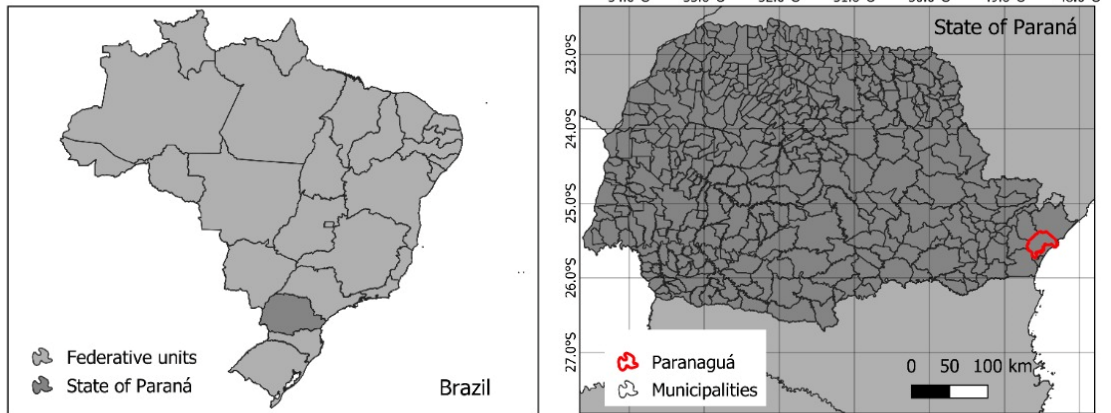 Federative units
State of Paraná
Brazil
State of Paraná
23.0°S
24.0°S
25.0°S
26.0°S
27.0°S
Paranaguá
Municipalities
0 50 100 km